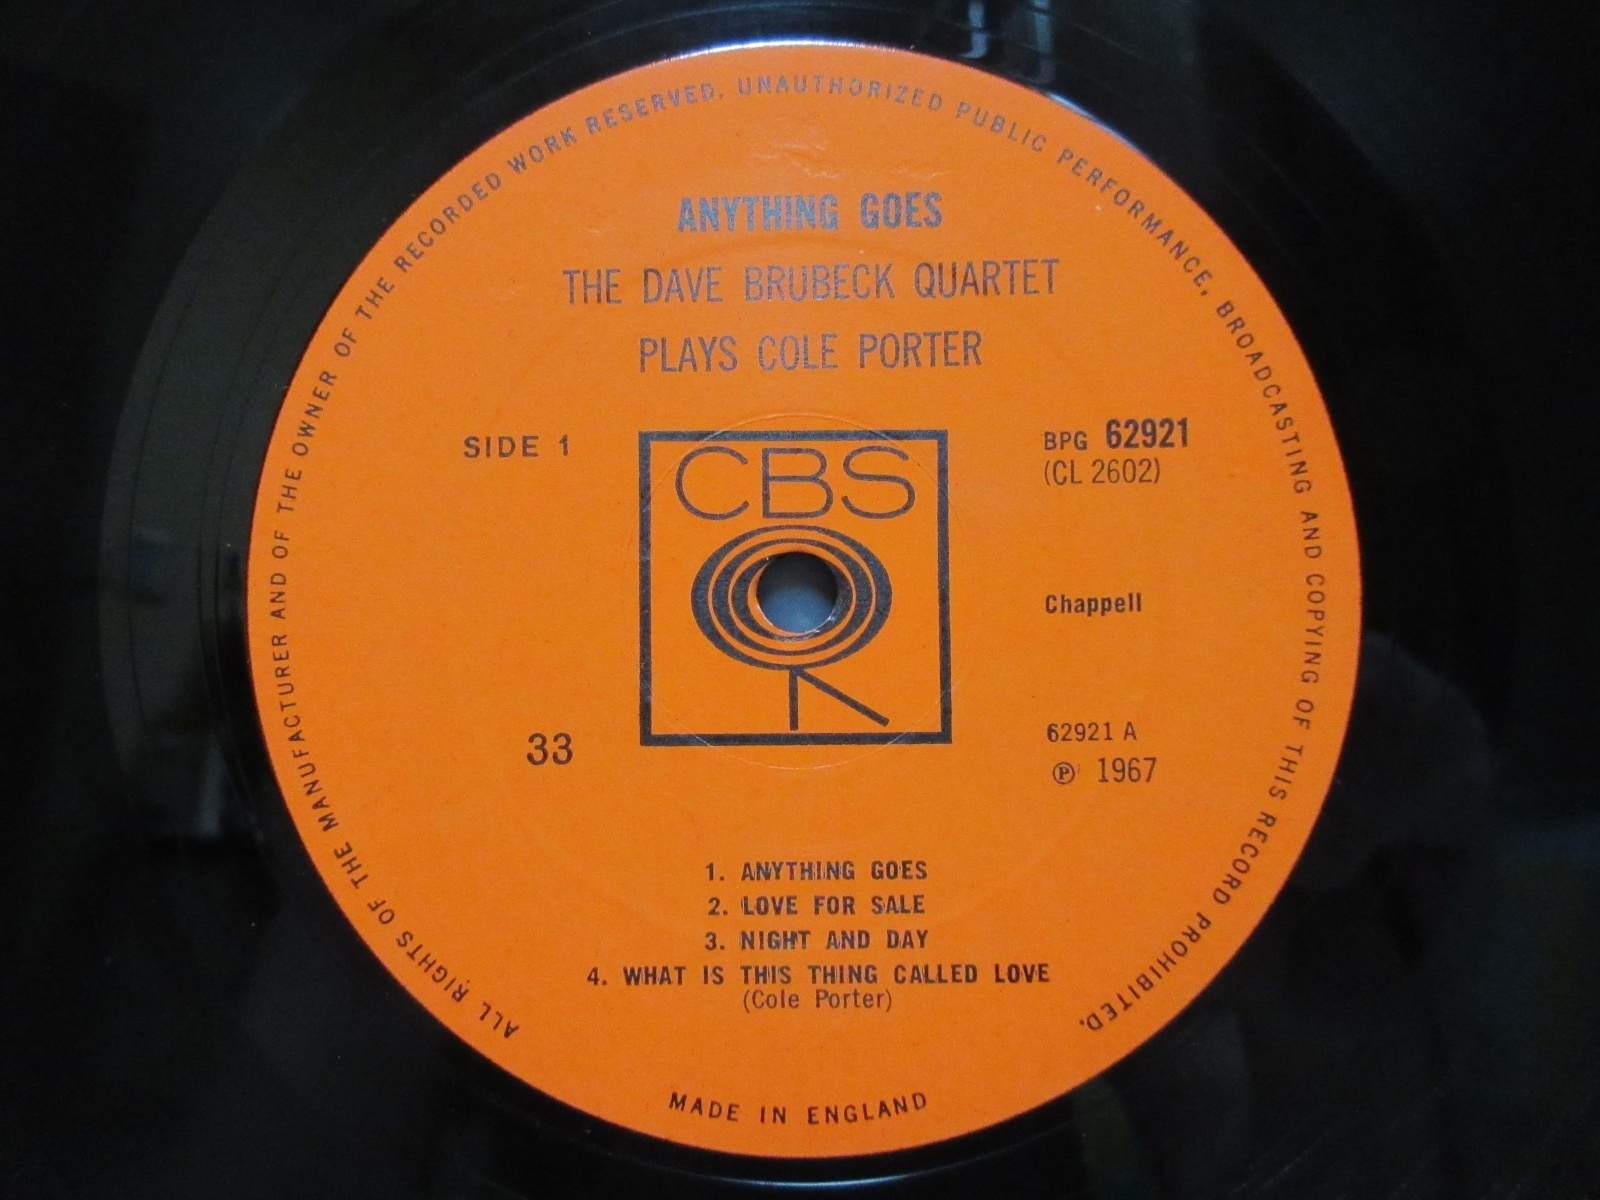 ALL RIGHTS OF THE MANUFACTURER AND OF THE OWNER OF THE RECORDED WORK RESERVED. UNAUTHORIZED PUBLIC PERFORMANCE, BROADCASTING AND COPYING OF THIS RECORD PROHIBITED.
ANYTHING GOES
THE DAVE BRUBECK QUARTET
PLAYS COLE PORTER
SIDE 1
CBS
BPG 62921
(CL 2602)
Chappell
33
62921 A
℗ 1967
1. ANYTHING GOES
2. LOVE FOR SALE
3. NIGHT AND DAY
4. WHAT IS THIS THING CALLED LOVE
(Cole Porter)
MADE IN ENGLAND